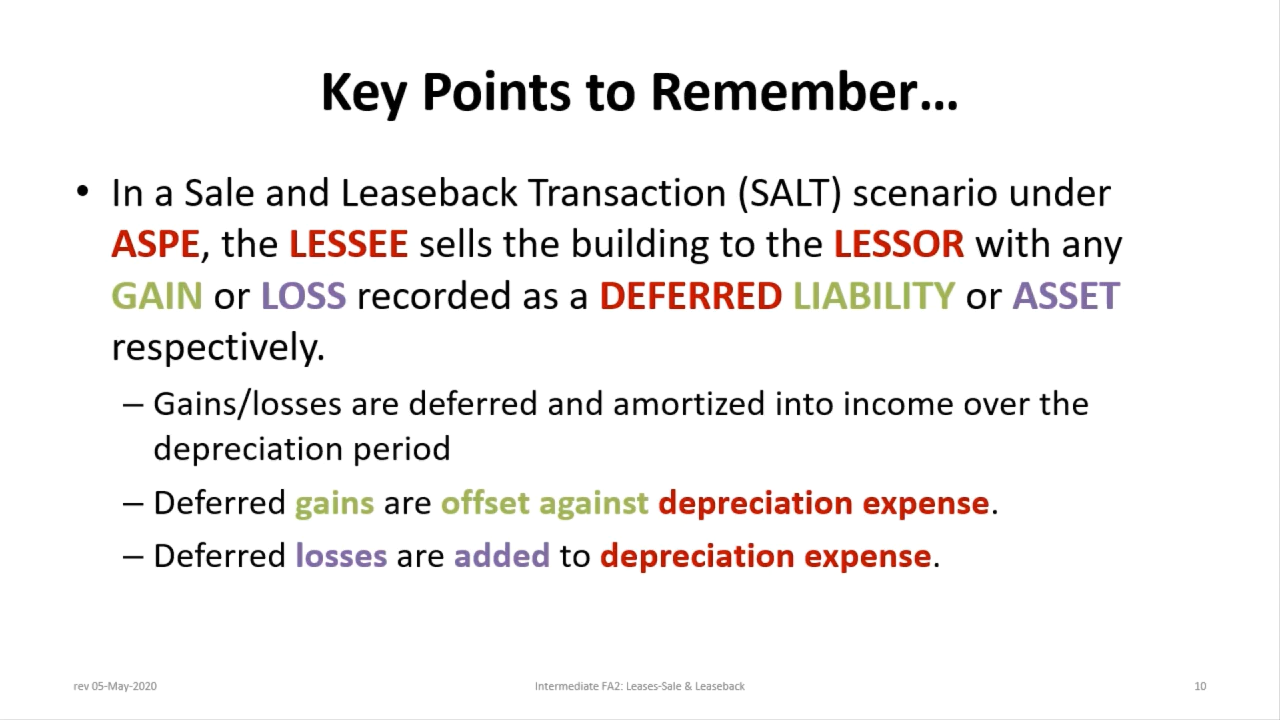 Key Points to Remember…
• In a Sale and Leaseback Transaction (SALT) scenario under
ASPE, the LESSEE sells the building to the LESSOR with any
GAIN or LOSS recorded as a DEFERRED LIABILITY or ASSET
respectively.
– Gains/losses are deferred and amortized into income over the
depreciation period
– Deferred gains are offset against depreciation expense.
– Deferred losses are added to depreciation expense.
rev 05-May-2020
Intermediate FA2: Leases-Sale & Leaseback
10